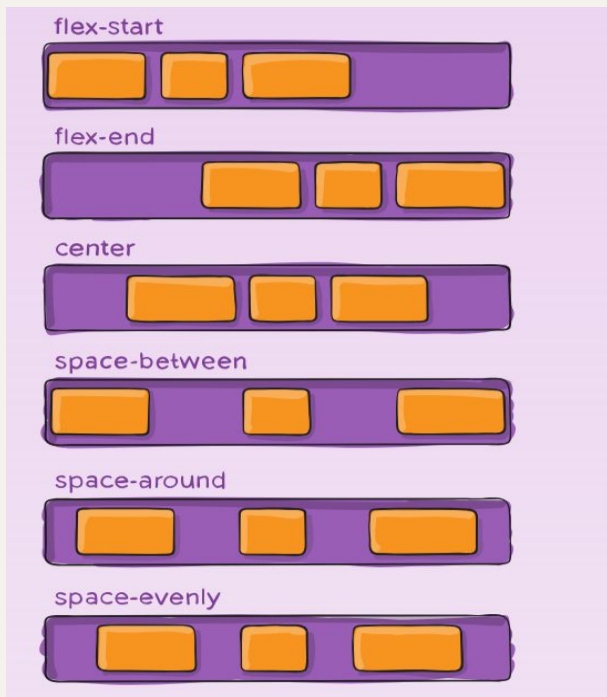 flex-start
flex-end
center
space-between
space-around
space-evenly